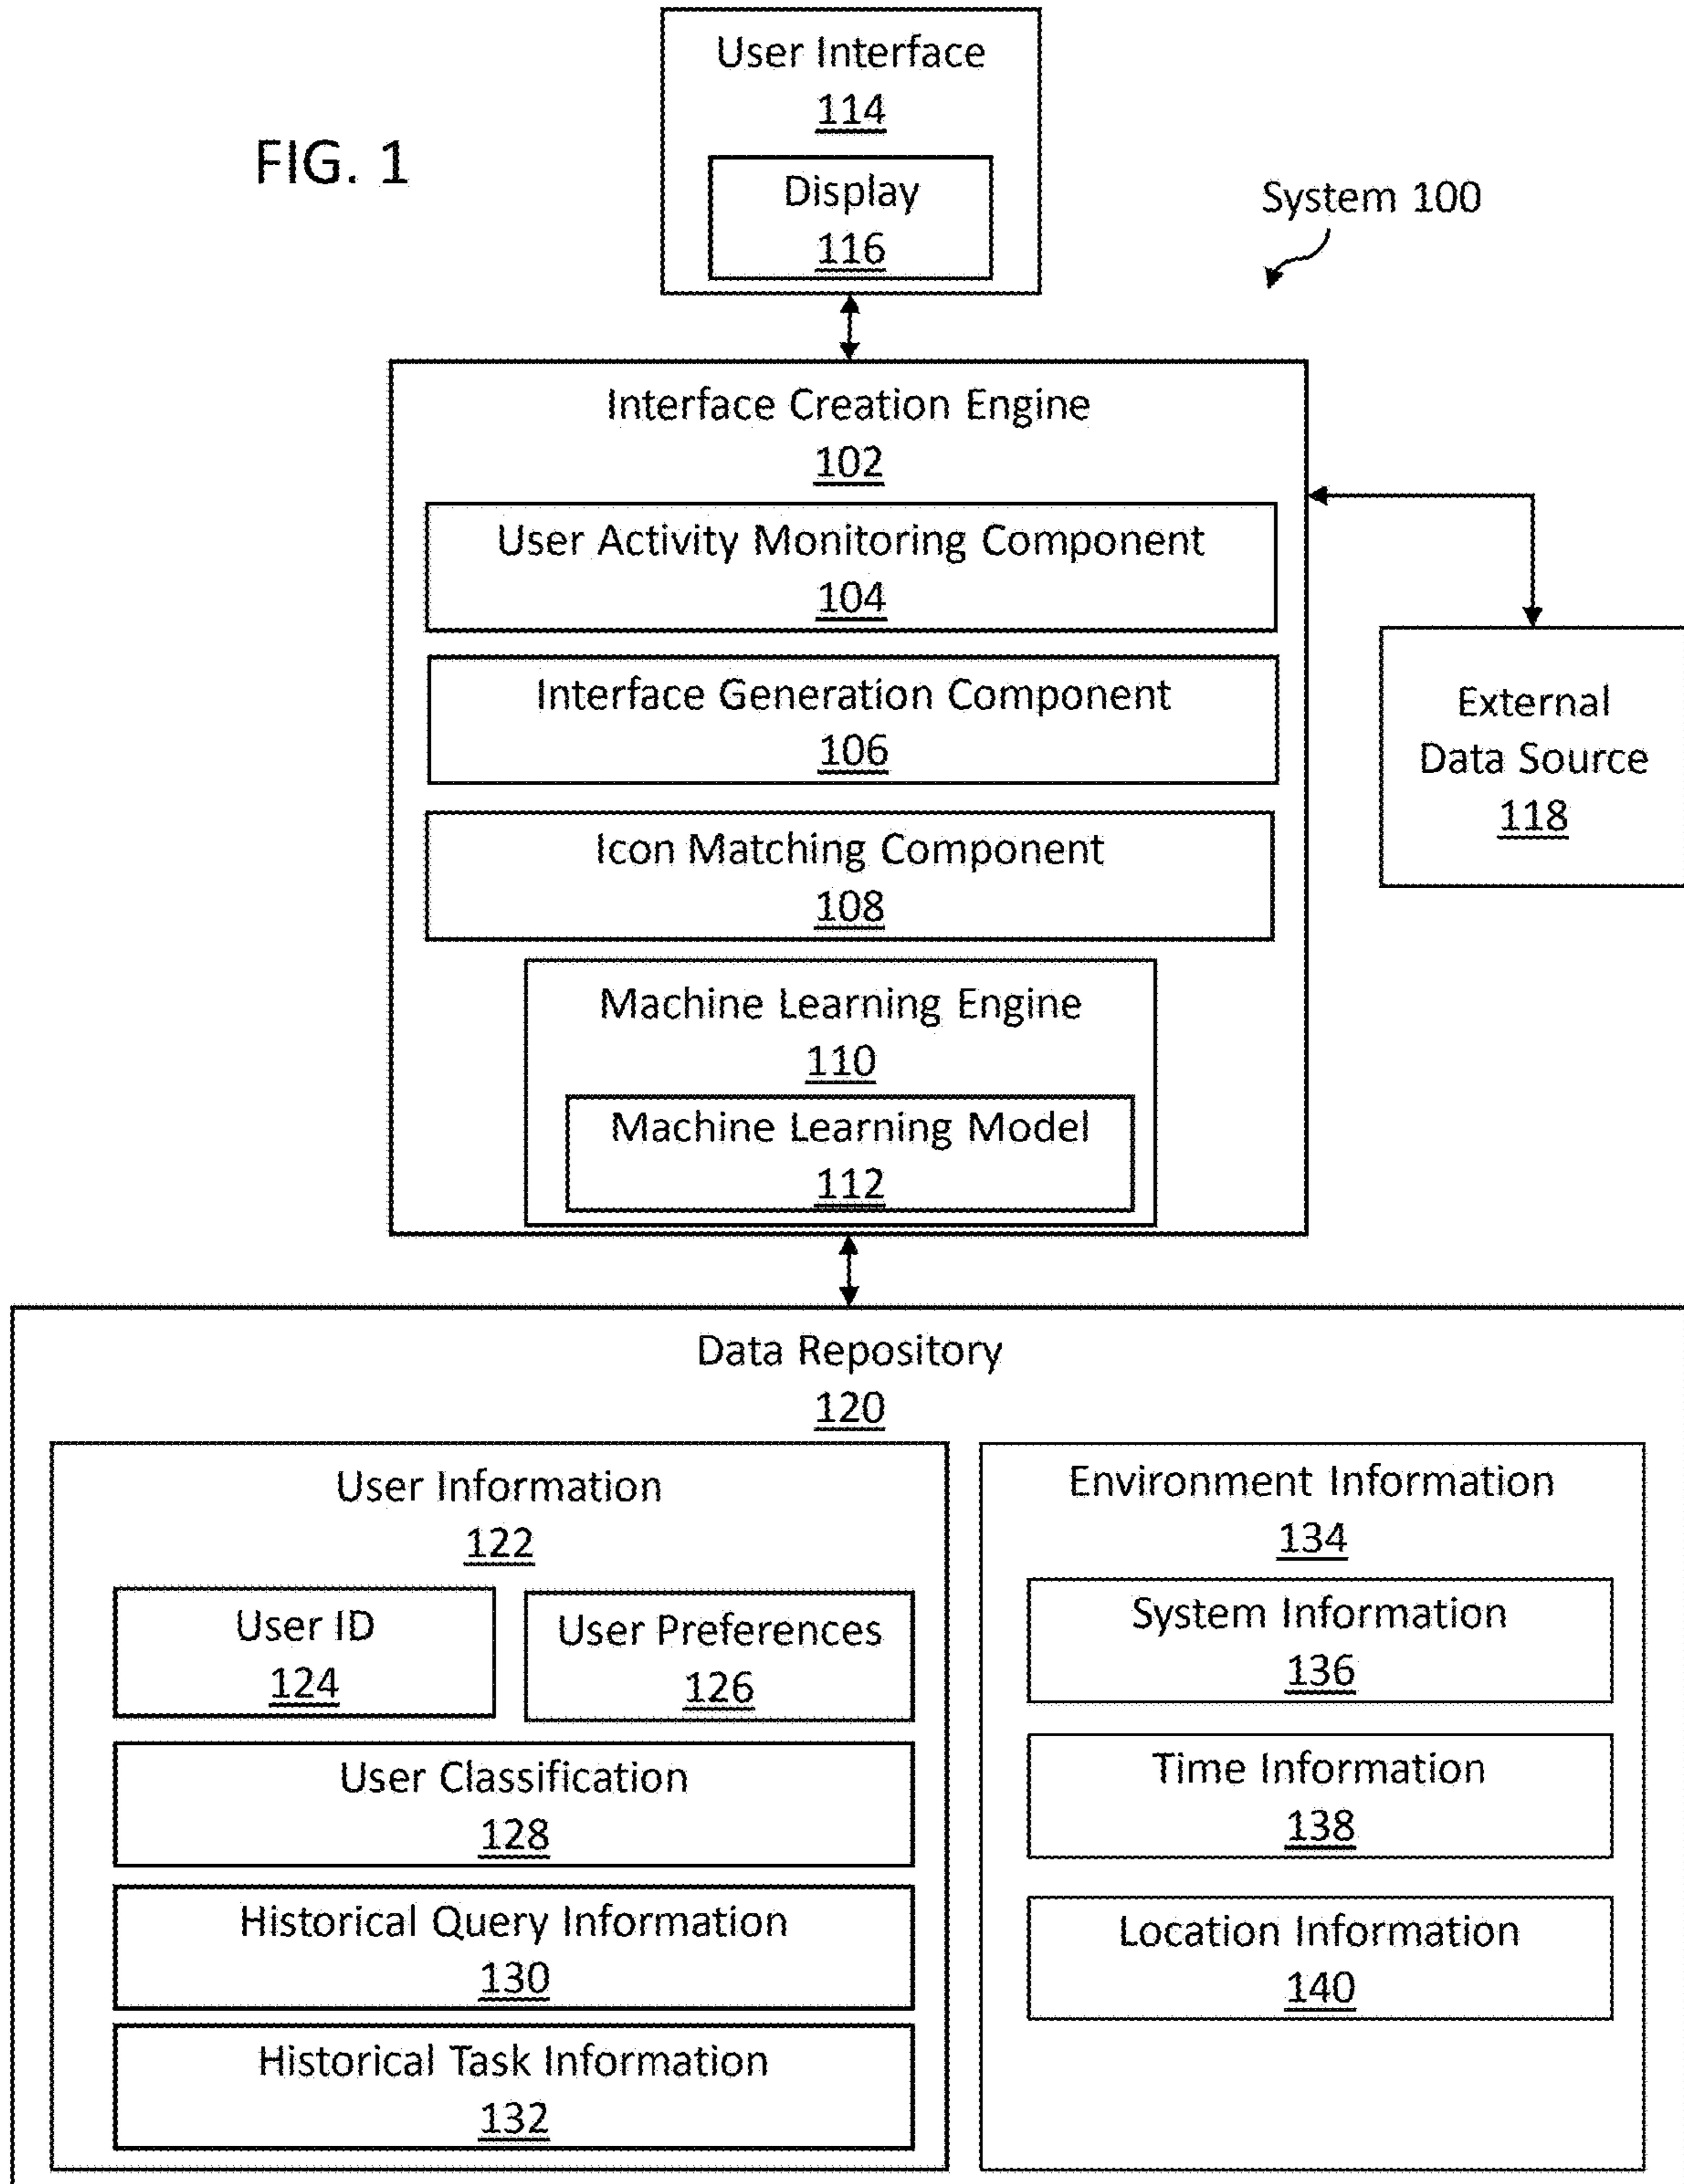 User Interface
114
FIG. 1
Display
116
System 100
Interface Creation Engine
102
User Activity Monitoring Component
104
Interface Generation Component
106
Icon Matching Component
108
External
Data Source
118
Machine Learning Engine
110
Machine Learning Model
112
Data Repository
120
User Information
122
User ID
124
User Preferences
126
User Classification
128
Historical Query Information
130
Historical Task Information
132
Environment Information
134
System Information
136
Time Information
138
Location Information
140